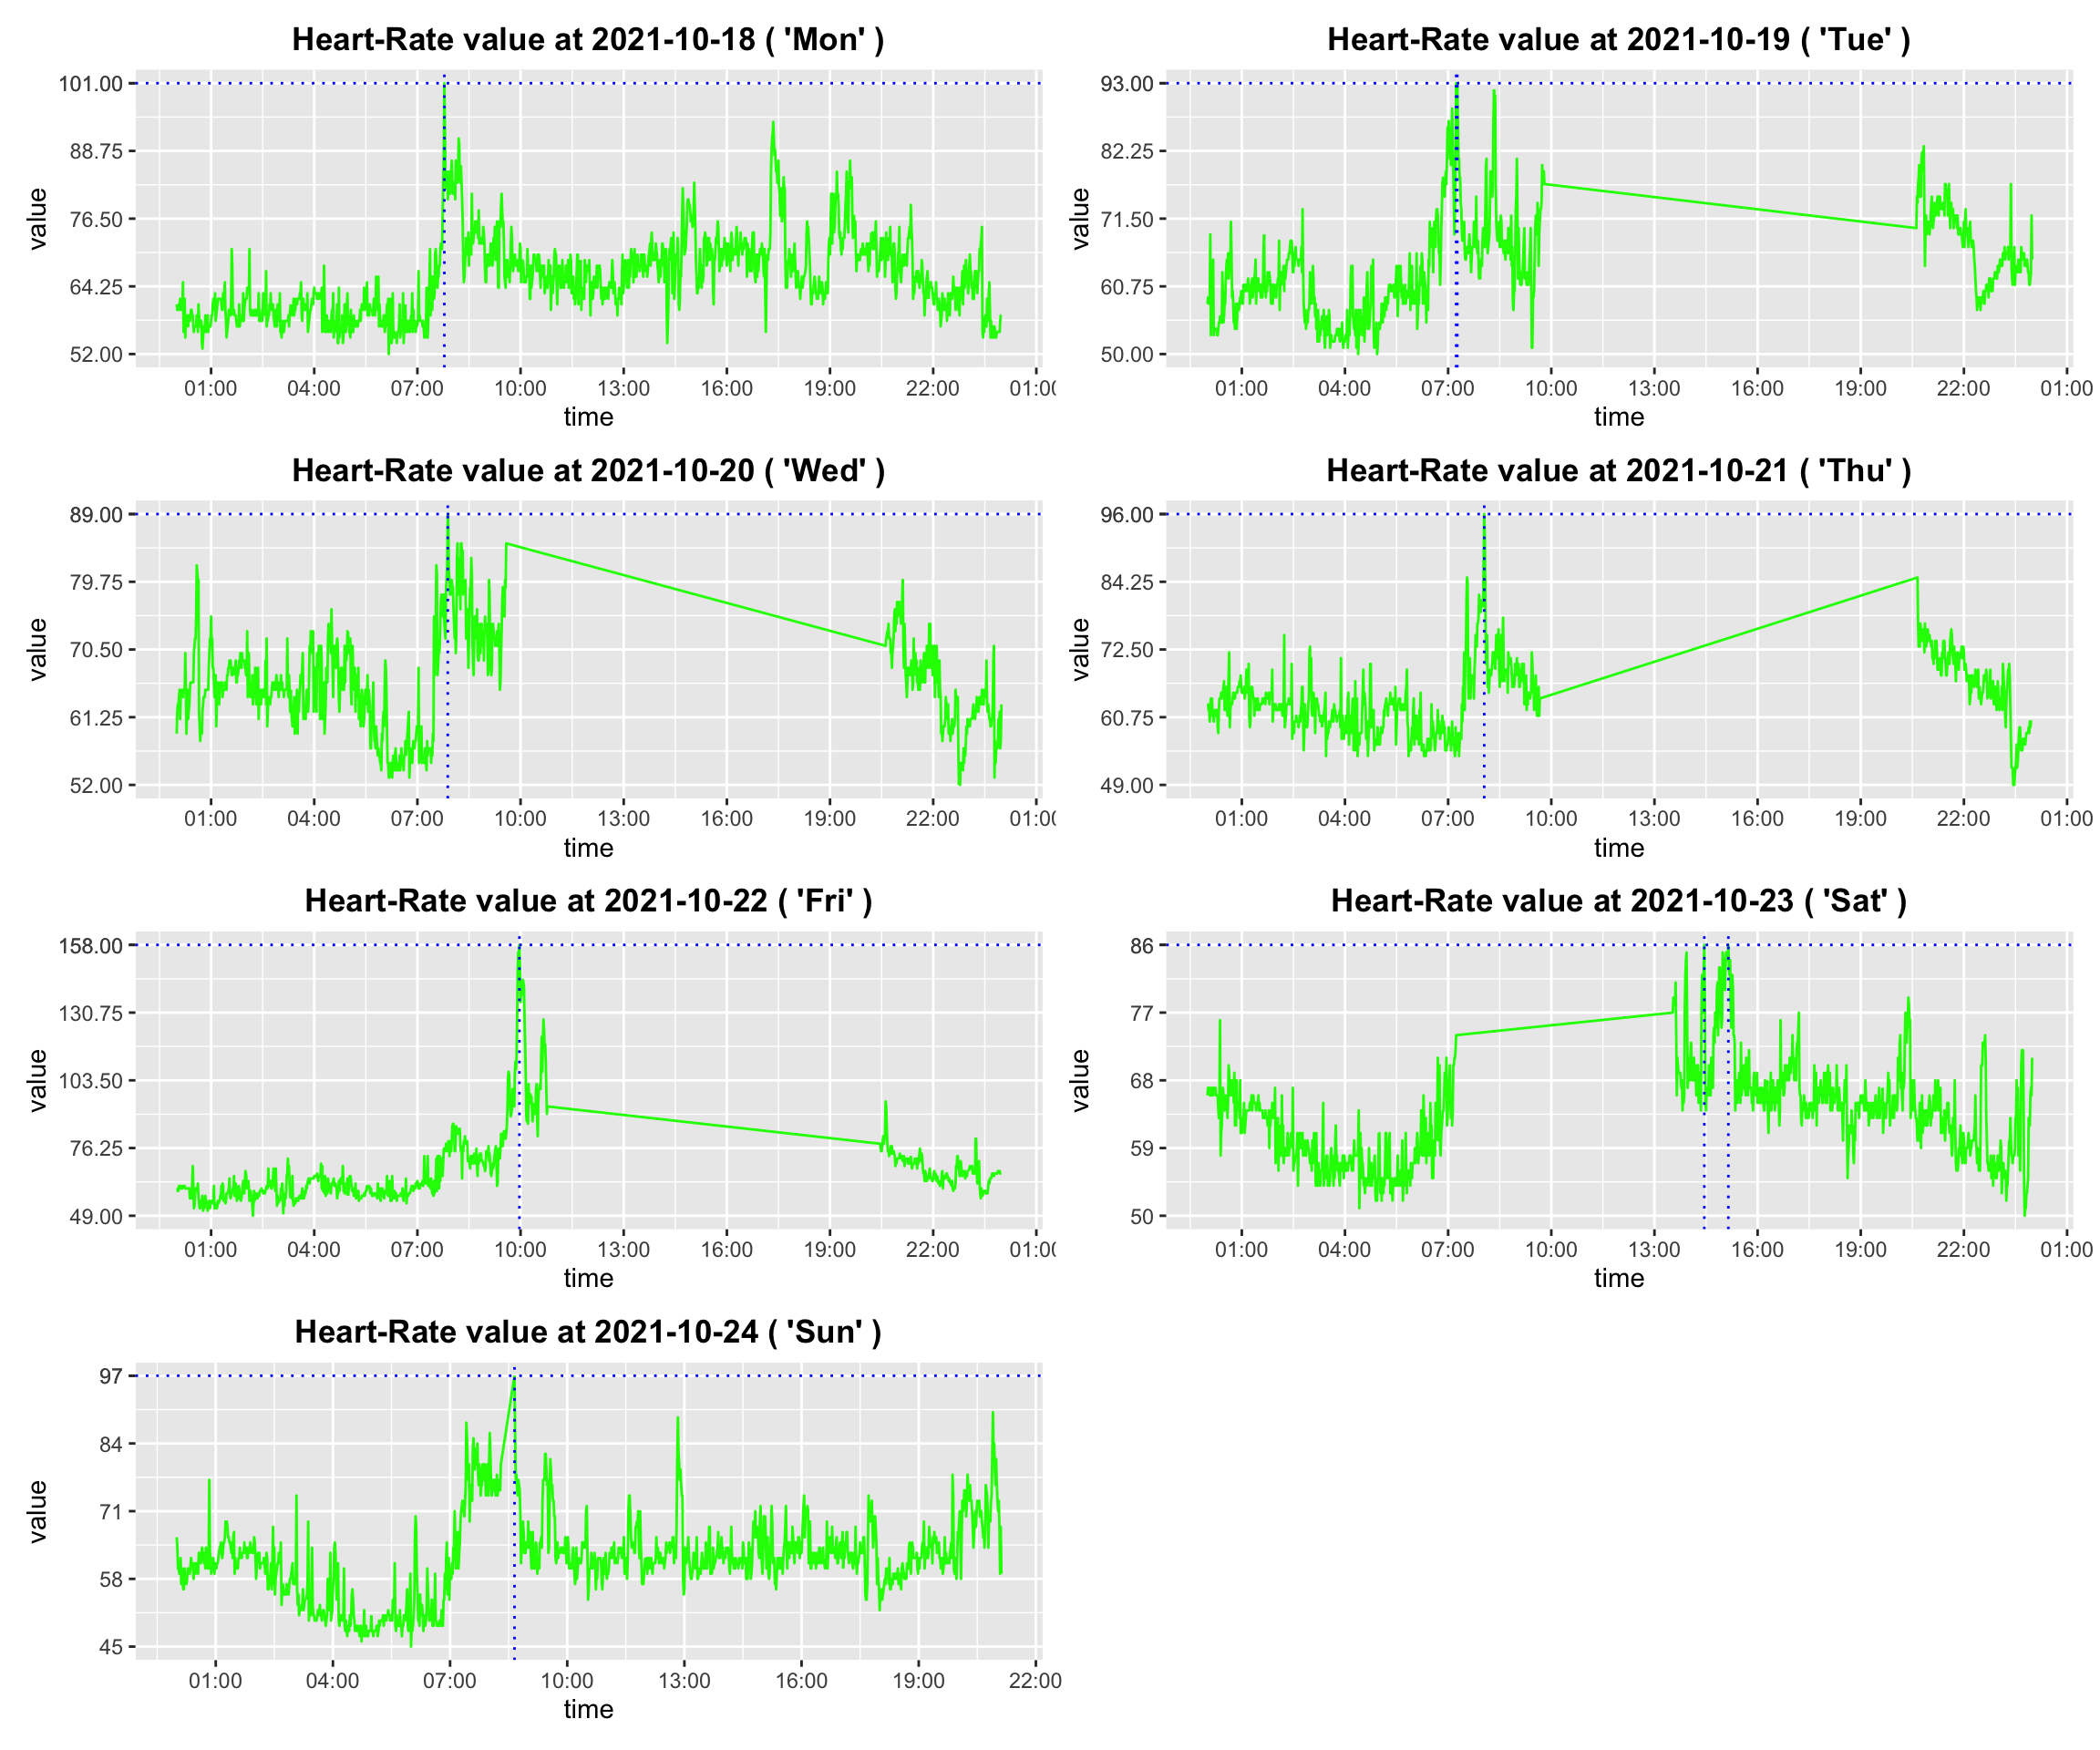 Heart-Rate value at 2021-10-18 ( 'Mon' )
101.00
88.75
76.50
64.25
52.00
value
01:00 04:00 07:00 10:00 13:00 16:00 19:00 22:00 01:00
time
Heart-Rate value at 2021-10-19 ( 'Tue' )
93.00
82.25
71.50
60.75
50.00
value
01:00 04:00 07:00 10:00 13:00 16:00 19:00 22:00 01:00
time
Heart-Rate value at 2021-10-20 ( 'Wed' )
89.00
79.75
70.50
61.25
52.00
value
01:00 04:00 07:00 10:00 13:00 16:00 19:00 22:00 01:00
time
Heart-Rate value at 2021-10-21 ( 'Thu' )
96.00
84.25
72.50
60.75
49.00
value
01:00 04:00 07:00 10:00 13:00 16:00 19:00 22:00 01:00
time
Heart-Rate value at 2021-10-22 ( 'Fri' )
158.00
130.75
103.50
76.25
49.00
value
01:00 04:00 07:00 10:00 13:00 16:00 19:00 22:00 01:00
time
Heart-Rate value at 2021-10-23 ( 'Sat' )
86
77
68
59
50
value
01:00 04:00 07:00 10:00 13:00 16:00 19:00 22:00 01:00
time
Heart-Rate value at 2021-10-24 ( 'Sun' )
97
84
71
58
45
value
01:00 04:00 07:00 10:00 13:00 16:00 19:00 22:00
time